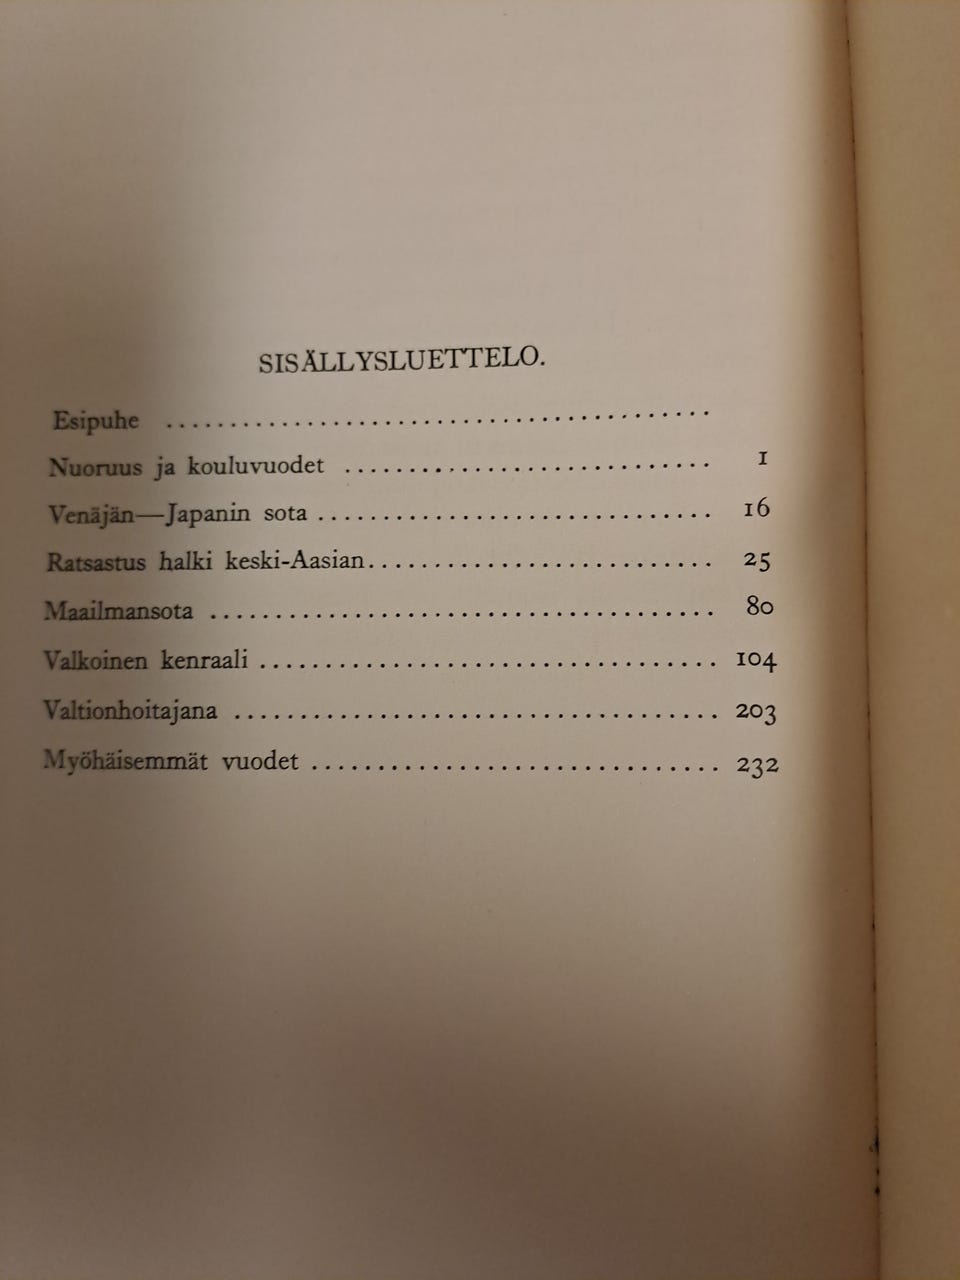 SISÄLLYSLUETTELO.
Esipuhe ..........................................
Nuoruus ja kouluvuodet ............................ 1
Venäjän—Japanin sota .............................. 16
Ratsastus halki keski-Aasian........................... 25
Maailmansota ....................................... 80
Valkoinen kenraali ................................... 104
Valtionhoitajana ..................................... 203
Myöhäisemmät vuodet ............................... 232